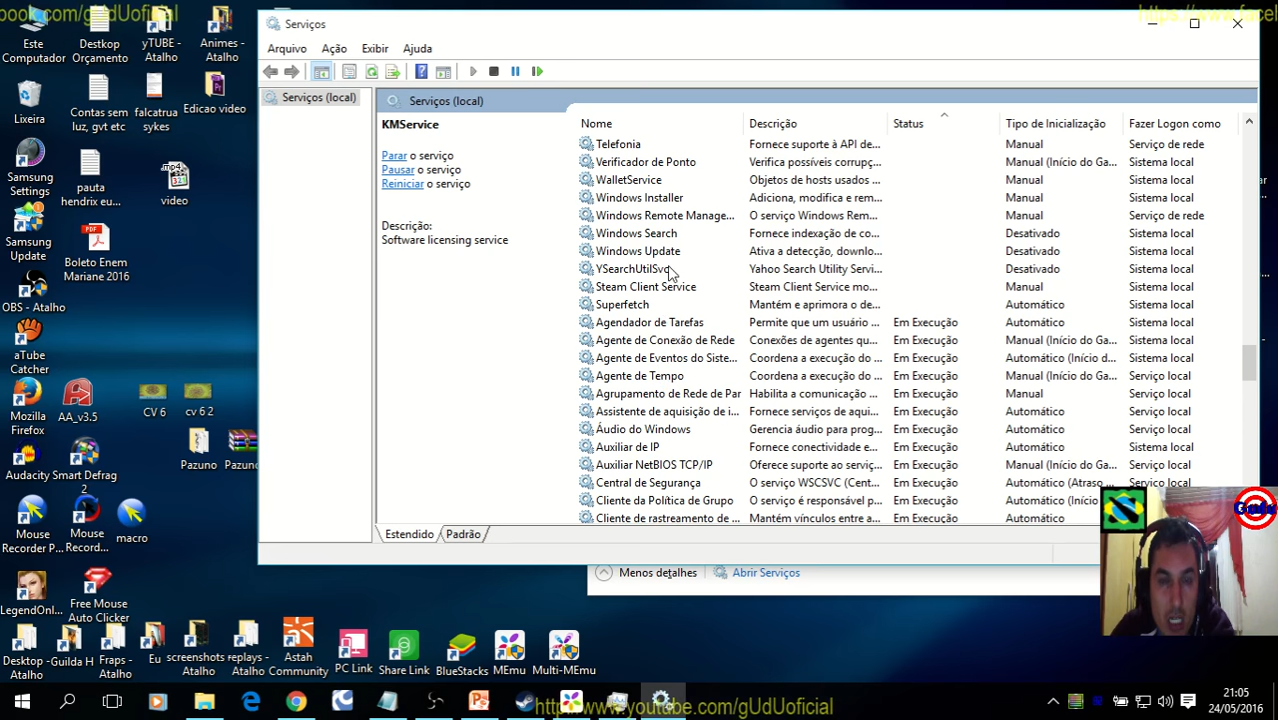 book.com/gUdUoficial
https://www.facel
Este Computador
Destkop Orçamento
yTUBE - Atalho
Animes - Atalho
Lixeira
Contas sem luz, gvt etc
falcatrua sykes
Edicao video
Samsung Settings
pauta hendrix eu...
video
Samsung Update
Boleto Enem Mariane 2016
OBS - Atalho
aTube Catcher
Mozilla Firefox
AA_v3.5
CV 6
cv 6 2
Audacity
Smart Defrag 2
Pazuno
Pazuno
Mouse Recorder P...
Mouse Record...
macro
LegendOnl...
Free Mouse Auto Clicker
Desktop - Atalho
Guilda H
Fraps - Atalho
Eu
screenshots Atalho
replays - Atalho
Astah Community
PC Link
Share Link
BlueStacks
MEmu
Multi-MEmu
Serviços
Arquivo Ação Exibir Ajuda
Serviços (local)
Serviços (local)
KMService
Parar o serviço
Pausar o serviço
Reiniciar o serviço
Descrição:
Software licensing service
Nome Descrição Status Tipo de Inicialização Fazer Logon como
Telefonia Fornece suporte à API de... Manual Serviço de rede
Verificador de Ponto Verifica possíveis corrupç... Manual (Início do Ga... Sistema local
WalletService Objetos de hosts usados ... Manual Sistema local
Windows Installer Adiciona, modifica e rem... Manual Sistema local
Windows Remote Manage... O serviço Windows Rem... Manual Serviço de rede
Windows Search Fornece indexação de co... Desativado Sistema local
Windows Update Ativa a detecção, downlo... Desativado Sistema local
YSearchUtilSvc Yahoo Search Utility Servi... Desativado Sistema local
Steam Client Service Steam Client Service mo... Manual Sistema local
Superfetch Mantém e aprimora o de... Automático Sistema local
Agendador de Tarefas Permite que um usuário ... Em Execução Automático Sistema local
Agente de Conexão de Rede Conexões de agentes qu... Em Execução Manual (Início do Ga... Sistema local
Agente de Eventos do Siste... Coordena a execução do ... Em Execução Automático (Início d... Sistema local
Agente de Tempo Coordena a execução do ... Em Execução Manual (Início do Ga... Serviço local
Agrupamento de Rede de Par Habilita a comunicação ... Em Execução Manual Serviço local
Assistente de aquisição de i... Fornece serviços de aqui... Em Execução Automático Serviço local
Áudio do Windows Gerencia áudio para prog... Em Execução Automático Serviço local
Auxiliar de IP Fornece conectividade e... Em Execução Automático Sistema local
Auxiliar NetBIOS TCP/IP Oferece suporte ao serviç... Em Execução Manual (Início do Ga... Serviço local
Central de Segurança O serviço WSCSVC (Cent... Em Execução Automático (Atraso ... Serviço local
Cliente da Política de Grupo O serviço é responsável p... Em Execução Automático (Iníc
Cliente de rastreamento de ... Mantém vínculos entre a... Em Execução Automático
Estendido Padrão
Menos detalhes Abrir Serviços
http://www.youtube.com/gUdUoficial
21:05
24/05/2016